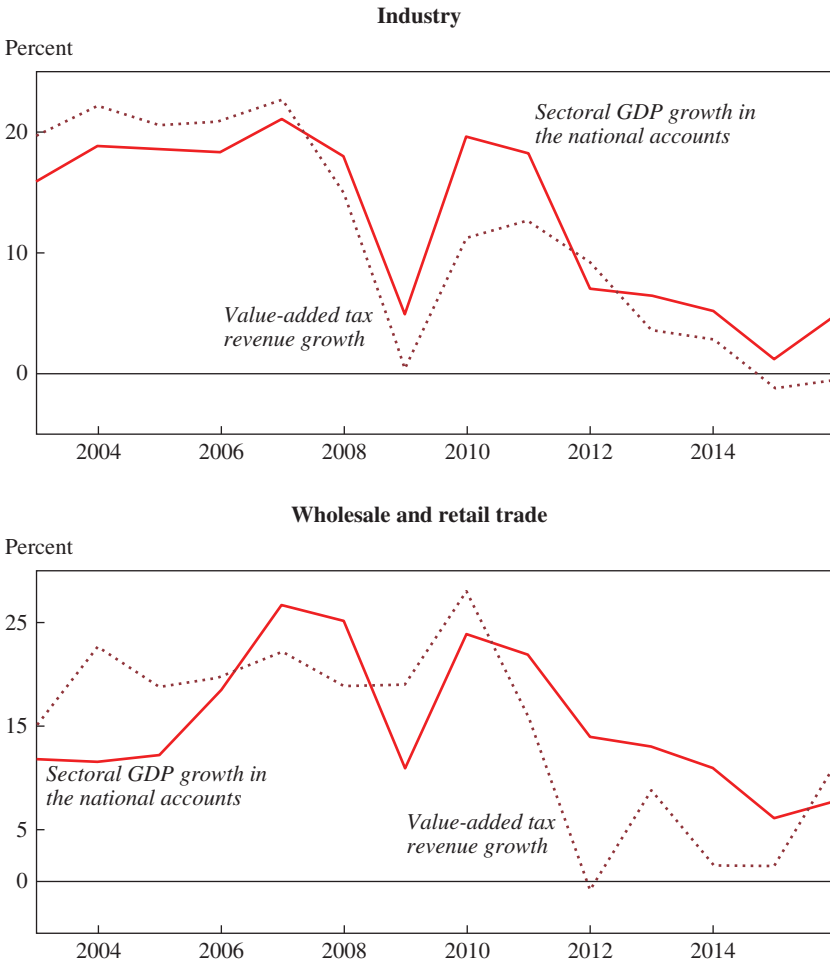 Industry
Percent
20
10
0
Sectoral GDP growth in
the national accounts
Value-added tax
revenue growth
2004 2006 2008 2010 2012 2014
Wholesale and retail trade
Percent
25
15
5
0
Sectoral GDP growth in
the national accounts
Value-added tax
revenue growth
2004 2006 2008 2010 2012 2014